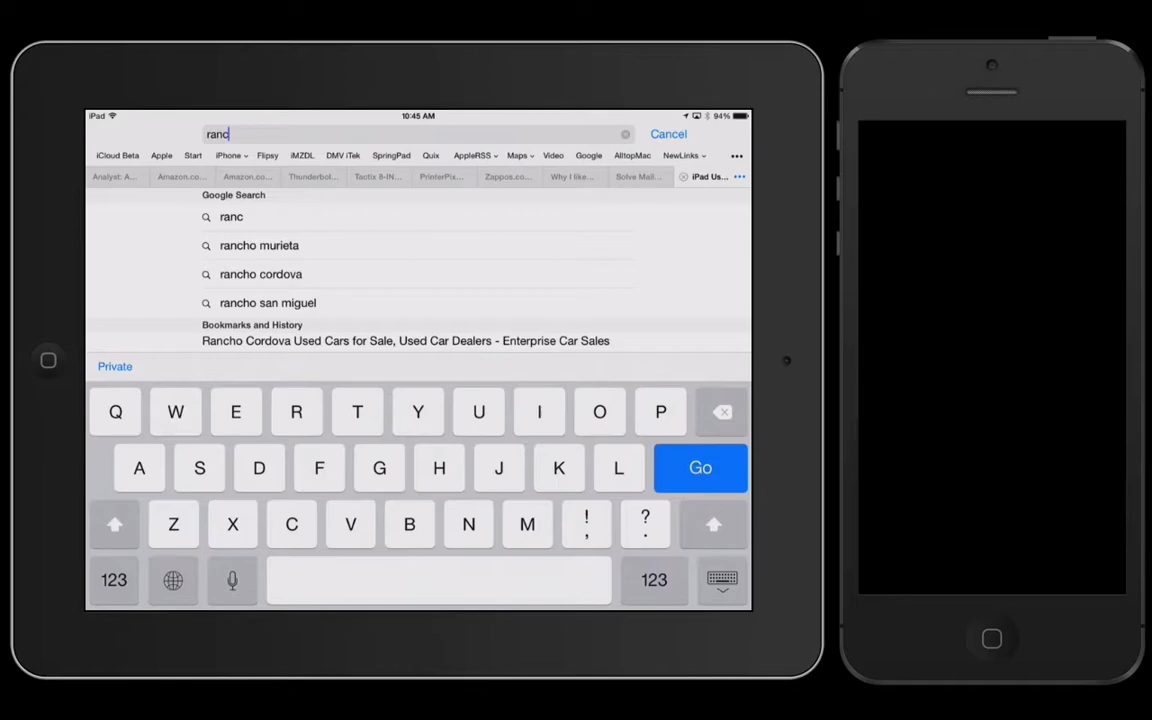 iPad 10:45 AM 94%
ranc Cancel
iCloud Beta Apple Start iPhone Flipsy iMZDL DMV iTek SpringPad Quix AppleRSS Maps Video Google AlltopMac NewLinks •••
Analyst: A... Amazon.co... Amazon.co... Thunderbol... Tactix 8-IN... PrinterPix... Zappos.co... Why I like... Solve Mail... iPad Us... •••
Google Search
ranc
rancho murieta
rancho cordova
rancho san miguel
Bookmarks and History
Rancho Cordova Used Cars for Sale, Used Car Dealers - Enterprise Car Sales
Private
Q W E R T Y U I O P
A S D F G H J K L Go
Z X C V B N M ! , ? .
123 123